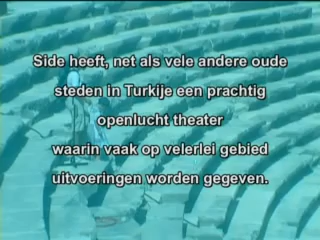 Side heeft, net als vele andere oude
steden in Turkije een prachtig
openlucht theater
waarin vaak op velerlei gebied
uitvoeringen worden gegeven.